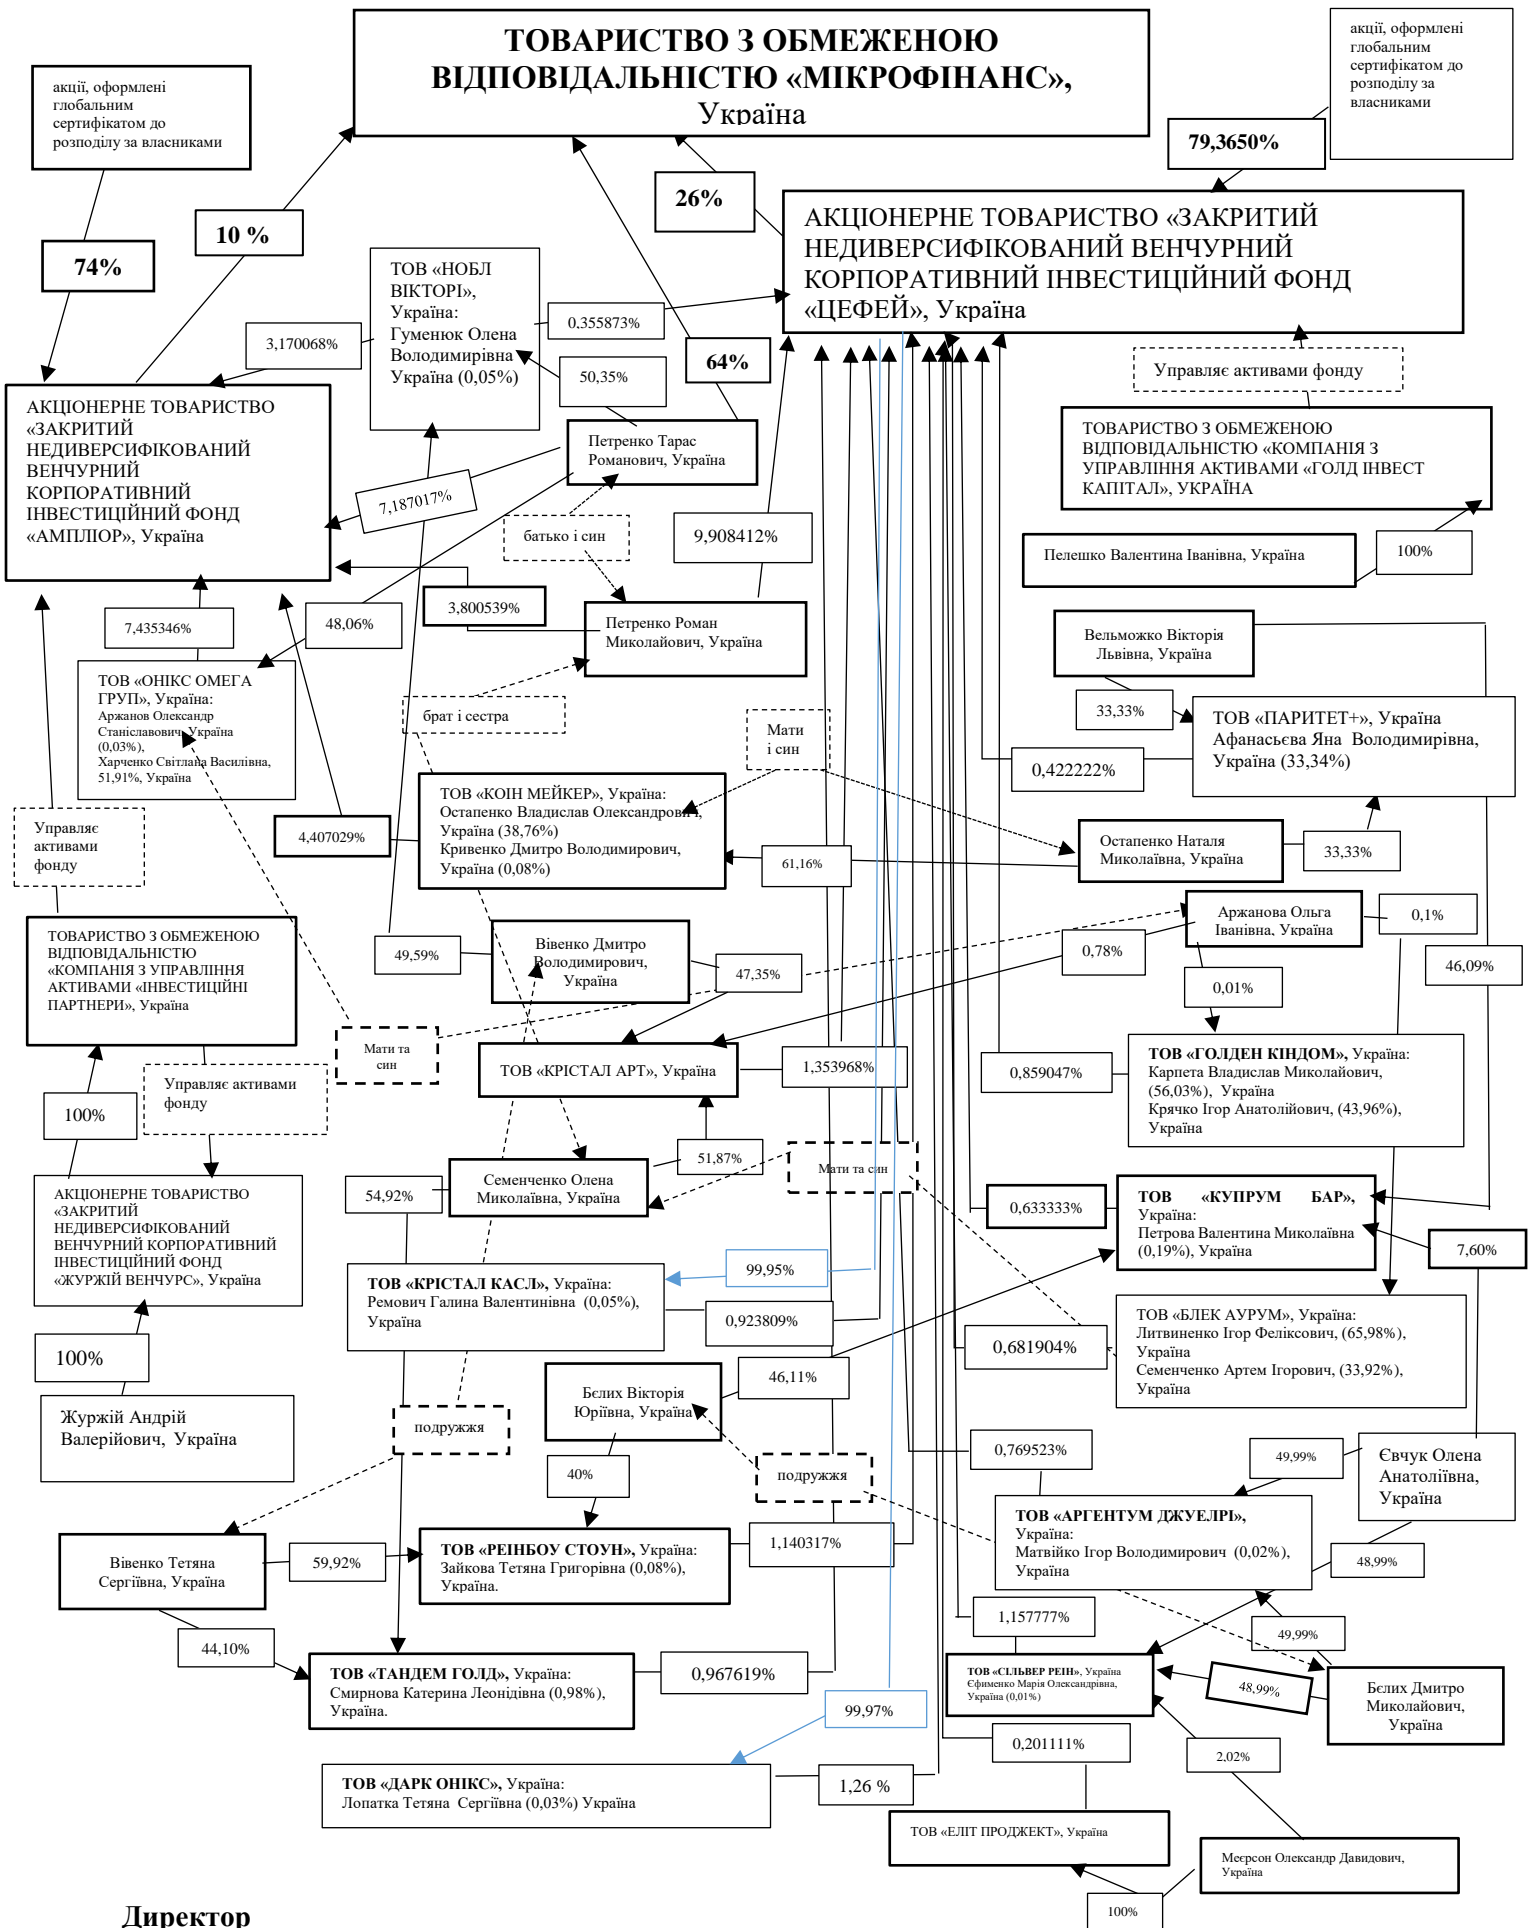 ТОВАРИСТВО З ОБМЕЖЕНОЮ
ВІДПОВІДАЛЬНІСТЮ «МІКРОФІНАНС»,
Україна
акції, оформлені
глобальним
сертифікатом до
розподілу за
власниками
акції, оформлені
глобальним
сертифікатом до
розподілу за власниками
79,3650%
26%
10 %
74%
АКЦІОНЕРНЕ ТОВАРИСТВО «ЗАКРИТИЙ
НЕДИВЕРСИФІКОВАНИЙ ВЕНЧУРНИЙ
КОРПОРАТИВНИЙ ІНВЕСТИЦІЙНИЙ ФОНД
«ЦЕФЕЙ», Україна
ТОВ «НОБЛ
ВІКТОРІ»,
Україна:
Гуменюк Олена
Володимирівна
Україна (0,05%)
0,355873%
3,170068%
50,35%
64%
Управляє активами фонду
АКЦІОНЕРНЕ ТОВАРИСТВО
«ЗАКРИТИЙ
НЕДИВЕРСИФІКОВАНИЙ
ВЕНЧУРНИЙ
КОРПОРАТИВНИЙ
ІНВЕСТИЦІЙНИЙ ФОНД
«АМПЛІОР», Україна
Петренко Тарас
Романович, Україна
ТОВАРИСТВО З ОБМЕЖЕНОЮ
ВІДПОВІДАЛЬНІСТЮ «КОМПАНІЯ З
УПРАВЛІННЯ АКТИВАМИ «ГОЛД ІНВЕСТ
КАПІТАЛ», УКРАЇНА
7,187017%
батько і син
9,908412%
Пелешко Валентина Іванівна, Україна
100%
3,800539%
7,435346%
48,06%
Петренко Роман
Миколайович, Україна
Вельможко Вікторія
Львівна, Україна
ТОВ «ОНІКС ОМЕГА
ГРУП», Україна:
Аржанов Олександр
Станіславович, Україна
(0,03%),
Харченко Світлана Василівна,
51,91%, Україна
брат і сестра
Мати
і син
33,33%
ТОВ «ПАРИТЕТ+», Україна
Афанасьєва Яна Володимирівна,
Україна (33,34%)
0,422222%
ТОВ «КОІН МЕЙКЕР», Україна:
Остапенко Владислав Олександрович,
Україна (38,76%)
Кривенко Дмитро Володимирович,
Україна (0,08%)
Управляє
активами
фонду
4,407029%
61,16%
Остапенко Наталя
Миколаївна, Україна
33,33%
ТОВАРИСТВО З ОБМЕЖЕНОЮ
ВІДПОВІДАЛЬНІСТЮ
«КОМПАНІЯ З УПРАВЛІННЯ
АКТИВАМИ «ІНВЕСТИЦІЙНІ
ПАРТНЕРИ», Україна
49,59%
Вівенко Дмитро
Володимирович,
Україна
47,35%
0,78%
Аржанова Ольга
Іванівна, Україна
0,1%
46,09%
0,01%
Мати та
син
ТОВ «КРІСТАЛ АРТ», Україна
1,353968%
0,859047%
ТОВ «ГОЛДЕН КІНДОМ», Україна:
Карпета Владислав Миколайович,
(56,03%), Україна
Крячко Ігор Анатолійович, (43,96%),
Україна
100%
Управляє активами
фонду
51,87%
Мати та син
АКЦІОНЕРНЕ ТОВАРИСТВО
«ЗАКРИТИЙ
НЕДИВЕРСИФІКОВАНИЙ
ВЕНЧУРНИЙ КОРПОРАТИВНИЙ
ІНВЕСТИЦІЙНИЙ ФОНД
«ЖУРЖІЙ ВЕНЧУРС», Україна
54,92%
Семенченко Олена
Миколаївна, Україна
0,633333%
ТОВ «КУПРУМ БАР»,
Україна:
Петрова Валентина Миколаївна
(0,19%), Україна
7,60%
99,95%
ТОВ «КРІСТАЛ КАСЛ», Україна:
Ремович Галина Валентинівна (0,05%),
Україна
0,923809%
0,681904%
ТОВ «БЛЕК АУРУМ», Україна:
Литвиненко Ігор Феліксович, (65,98%),
Україна
Семенченко Артем Ігорович, (33,92%),
Україна
100%
46,11%
Бєлих Вікторія
Юріївна, Україна
Журжій Андрій
Валерійович, Україна
подружжя
0,769523%
49,99%
Євчук Олена
Анатоліївна,
Україна
40%
подружжя
ТОВ «АРГЕНТУМ ДЖУЕЛРІ»,
Україна:
Матвійко Ігор Володимирович (0,02%),
Україна
Вівенко Тетяна
Сергіївна, Україна
59,92%
ТОВ «РЕІНБОУ СТОУН», Україна:
Зайкова Тетяна Григорівна (0,08%),
Україна.
1,140317%
48,99%
1,157777%
49,99%
44,10%
ТОВ «ТАНДЕМ ГОЛД», Україна:
Смирнова Катерина Леонідівна (0,98%),
Україна.
0,967619%
ТОВ «СІЛЬВЕР РЕІН», Україна
Єфименко Марія Олександрівна,
Україна (0,01%)
48,99%
Бєлих Дмитро
Миколайович,
Україна
99,97%
0,201111%
2,02%
ТОВ «ДАРК ОНІКС», Україна:
Лопатка Тетяна Сергіївна (0,03%) Україна
1,26 %
ТОВ «ЕЛІТ ПРОДЖЕКТ», Україна
Меєрсон Олександр Давидович,
Україна
100%
Директор